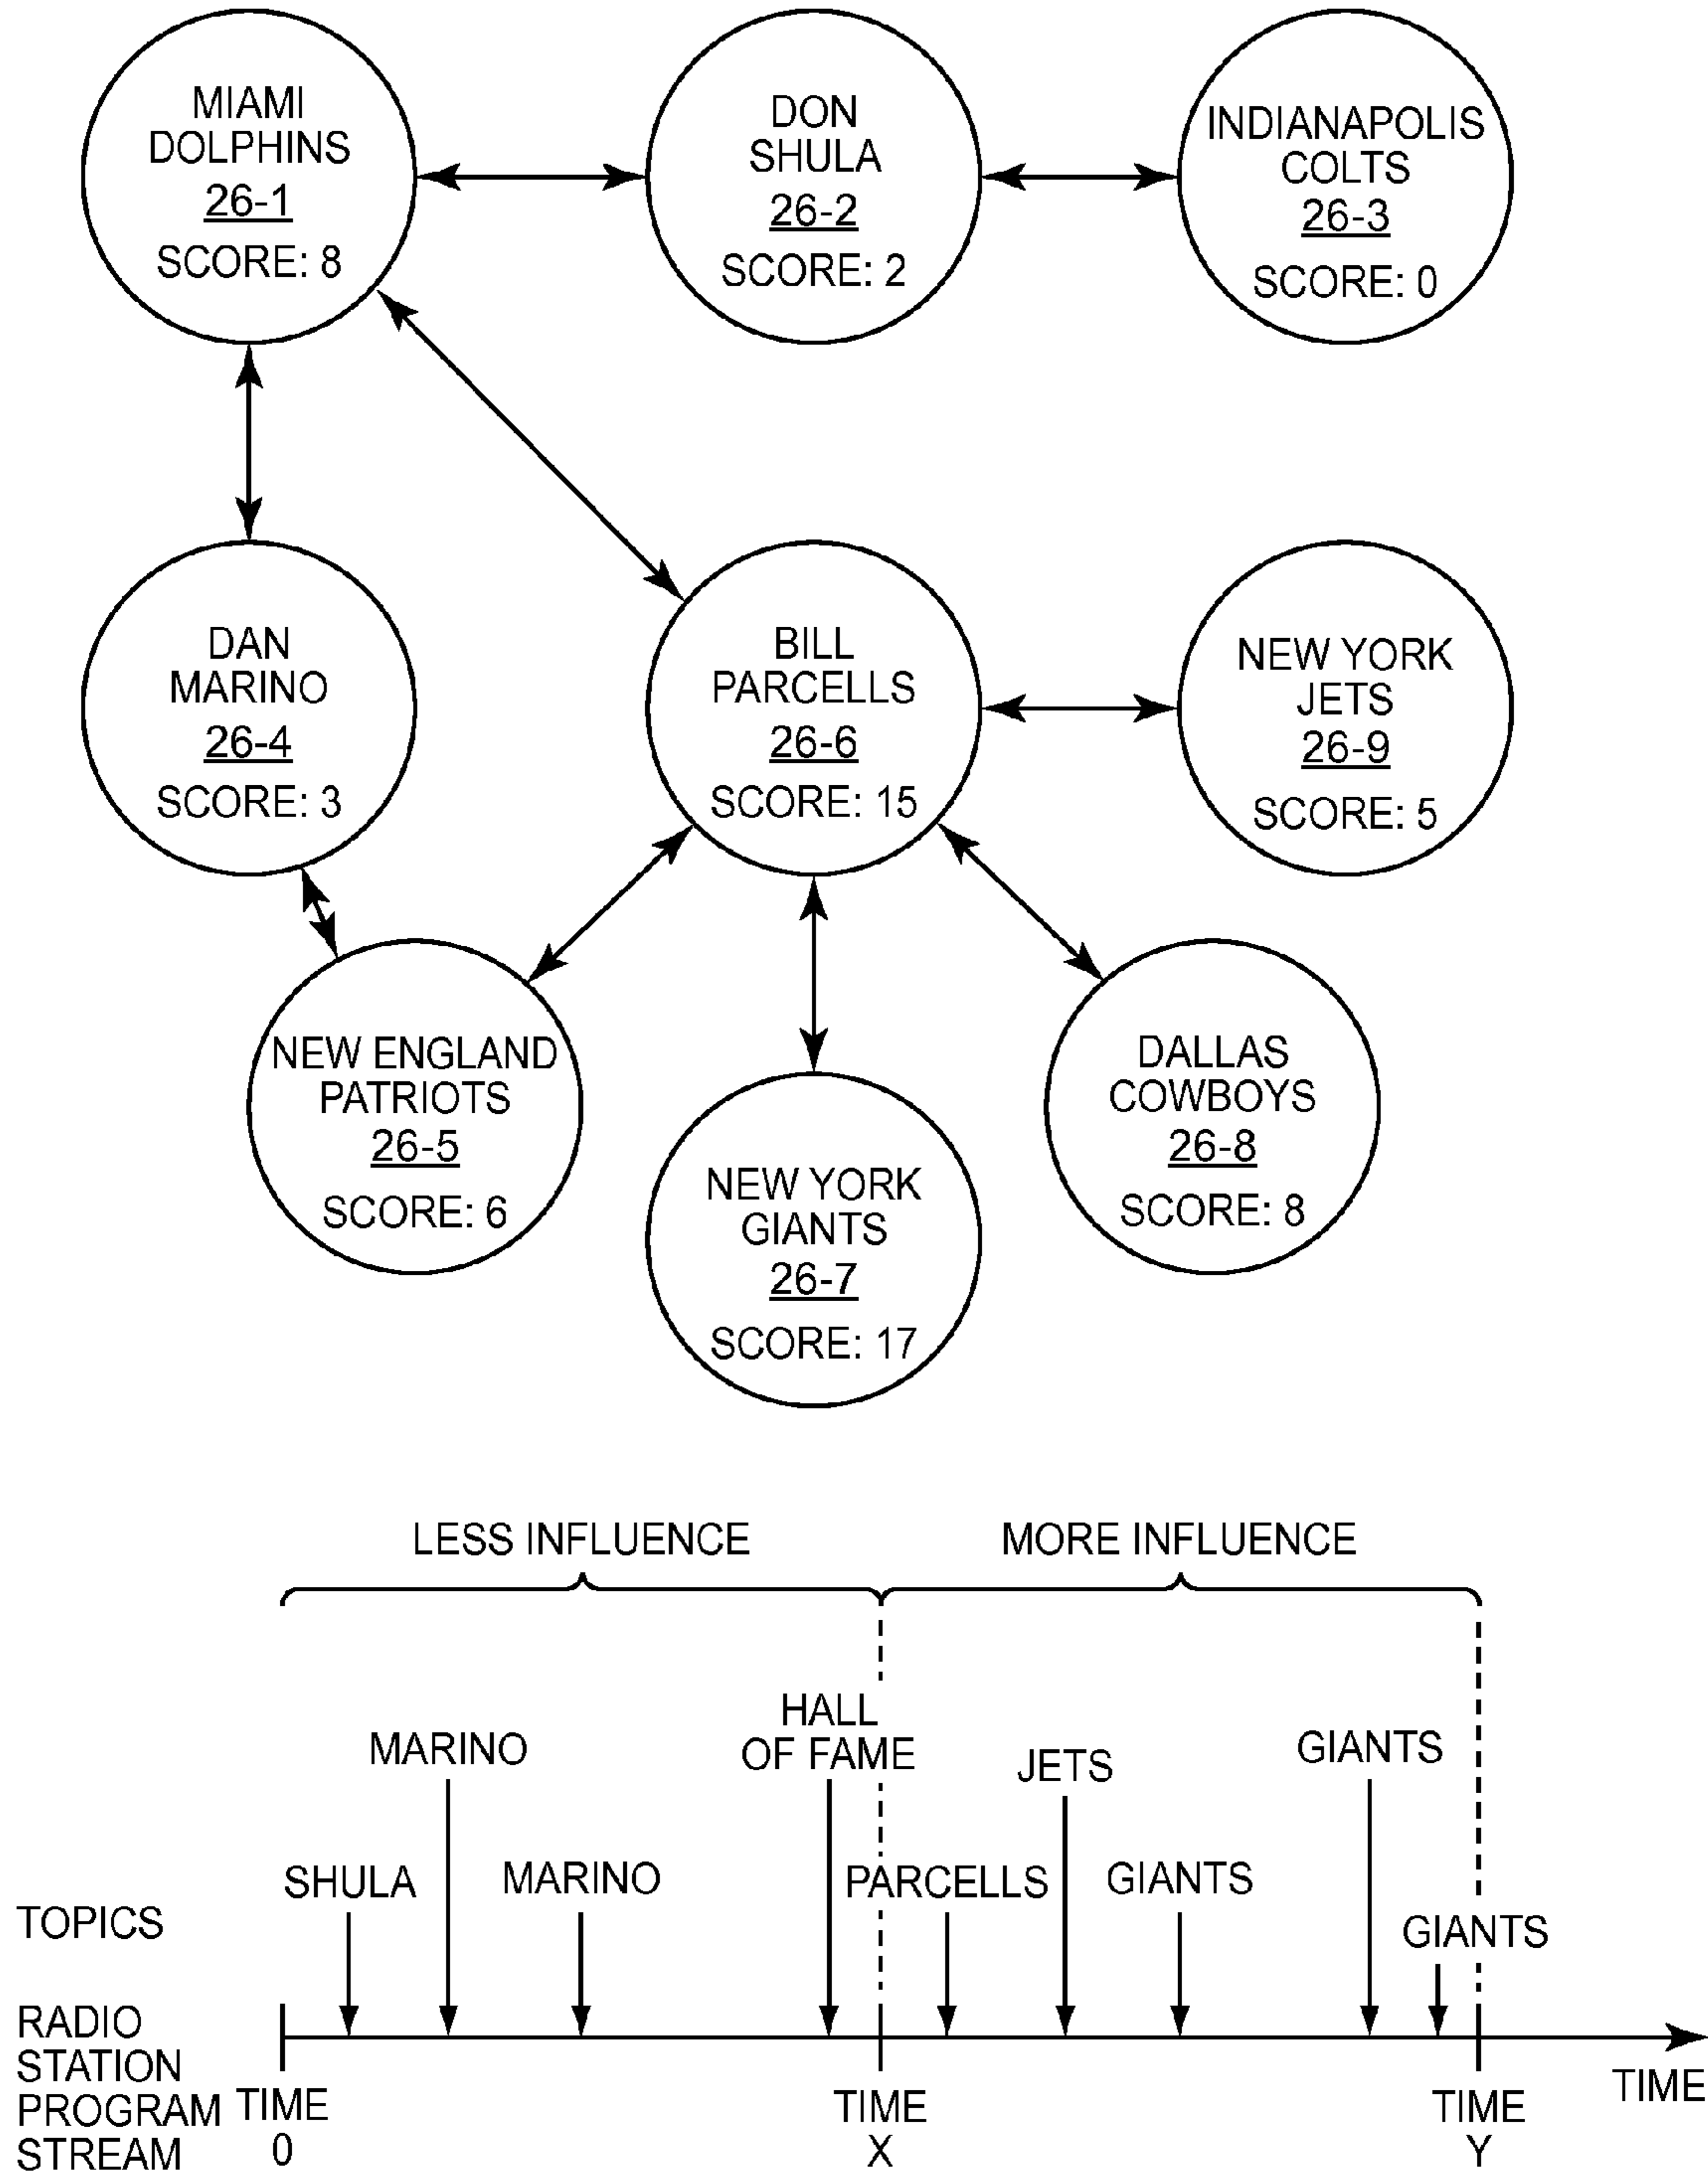 MIAMI
DOLPHINS
26-1
SCORE: 8
DON
SHULA
26-2
SCORE: 2
INDIANAPOLIS
COLTS
26-3
SCORE: 0
DAN
MARINO
26-4
SCORE: 3
BILL
PARCELLS
26-6
SCORE: 15
NEW YORK
JETS
26-9
SCORE: 5
NEW ENGLAND
PATRIOTS
26-5
SCORE: 6
NEW YORK
GIANTS
26-7
SCORE: 17
DALLAS
COWBOYS
26-8
SCORE: 8
LESS INFLUENCE
MORE INFLUENCE
TOPICS
SHULA
MARINO
MARINO
HALL
OF FAME
PARCELLS
JETS
GIANTS
GIANTS
GIANTS
RADIO
STATION
PROGRAM
STREAM
TIME
0
TIME
X
TIME
Y
TIME